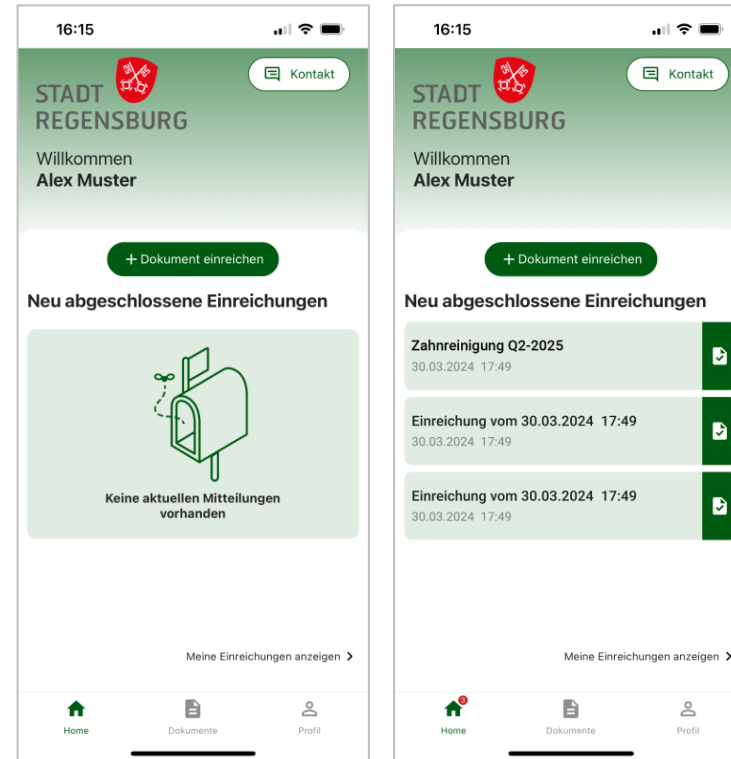 16:15
STADT
REGENSBURG
Kontakt
Willkommen
Alex Muster
+ Dokument einreichen
Neu abgeschlossene Einreichungen
Keine aktuellen Mitteilungen
vorhanden
Meine Einreichungen anzeigen
Home
Dokumente
Profil
16:15
STADT
REGENSBURG
Kontakt
Willkommen
Alex Muster
+ Dokument einreichen
Neu abgeschlossene Einreichungen
Zahnreinigung Q2-2025
30.03.2024 17:49
Einreichung vom 30.03.2024 17:49
30.03.2024 17:49
Einreichung vom 30.03.2024 17:49
30.03.2024 17:49
Meine Einreichungen anzeigen
3
Home
Dokumente
Profil